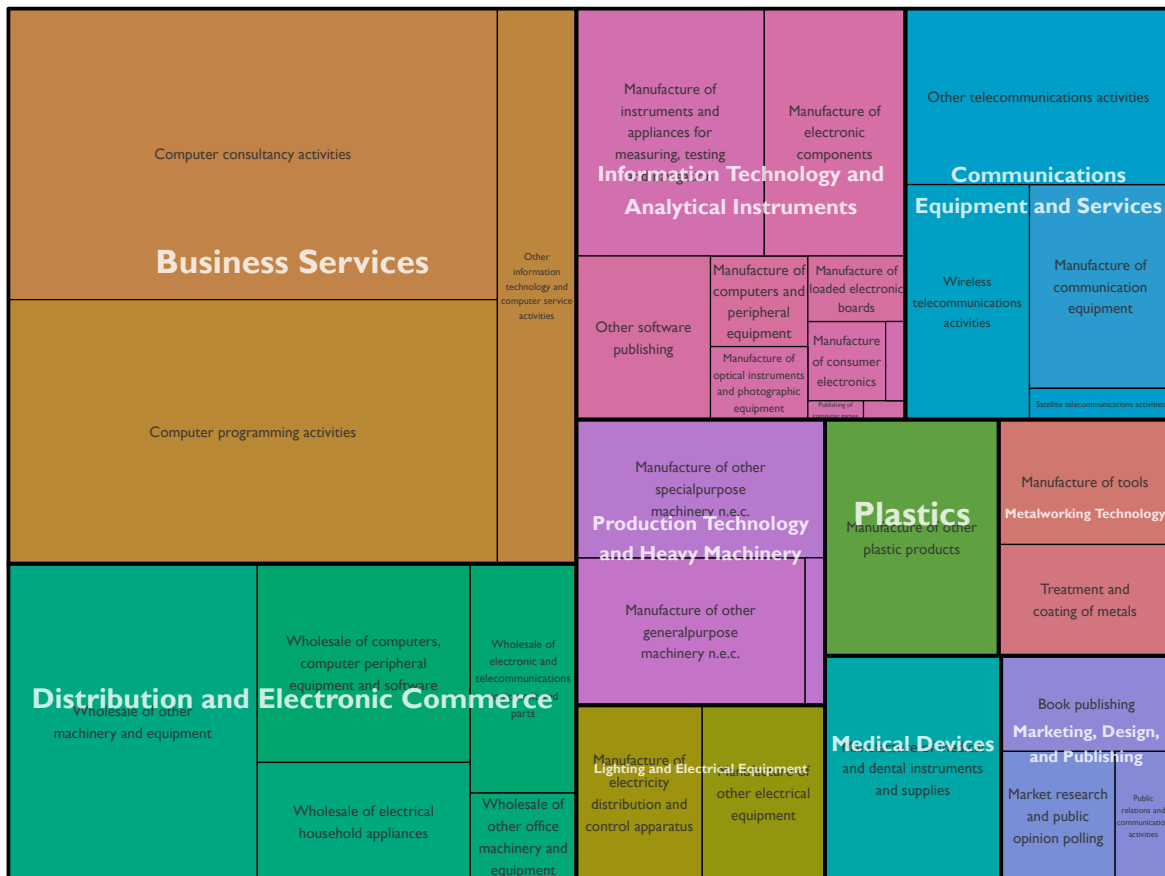 Computer consultancy activities
Business Services
Computer programming activities
Other
information
technology and
computer service
activities
Manufacture of
instruments and
appliances for
measuring, testing
Manufacture of
electronic
components
Information Technology and
Analytical Instruments
Other software
publishing
Manufacture of
computers and
peripheral
equipment
Manufacture of
optical instruments
and photographic
equipment
Manufacture of
loaded electronic
boards
Manufacture
of consumer
electronics
Publishing of
computer games
Other telecommunications activities
Communications
Equipment and Services
Wireless
telecommunications
activities
Manufacture of
communication
equipment
Satellite telecommunications activities
Wholesale of other
machinery and equipment
Distribution and Electronic Commerce
Wholesale of computers,
computer peripheral
equipment and software
Wholesale of electrical
household appliances
Wholesale of
electronic and
telecommunications
parts
Wholesale of
other office
machinery and
equipment
Manufacture of other
specialpurpose
machinery n.e.c.
Production Technology
and Heavy Machinery
Manufacture of other
generalpurpose
machinery n.e.c.
Plastics
Manufacture of other
plastic products
Manufacture of tools
Metalworking Technology
Treatment and
coating of metals
Manufacture of
electricity
distribution and
control apparatus
Lighting and Electrical Equipment
Manufacture of
other electrical
equipment
Medical Devices
and dental instruments
and supplies
Book publishing
Marketing, Design,
and Publishing
Market research
and public
opinion polling
Public
relations and
communication
activities